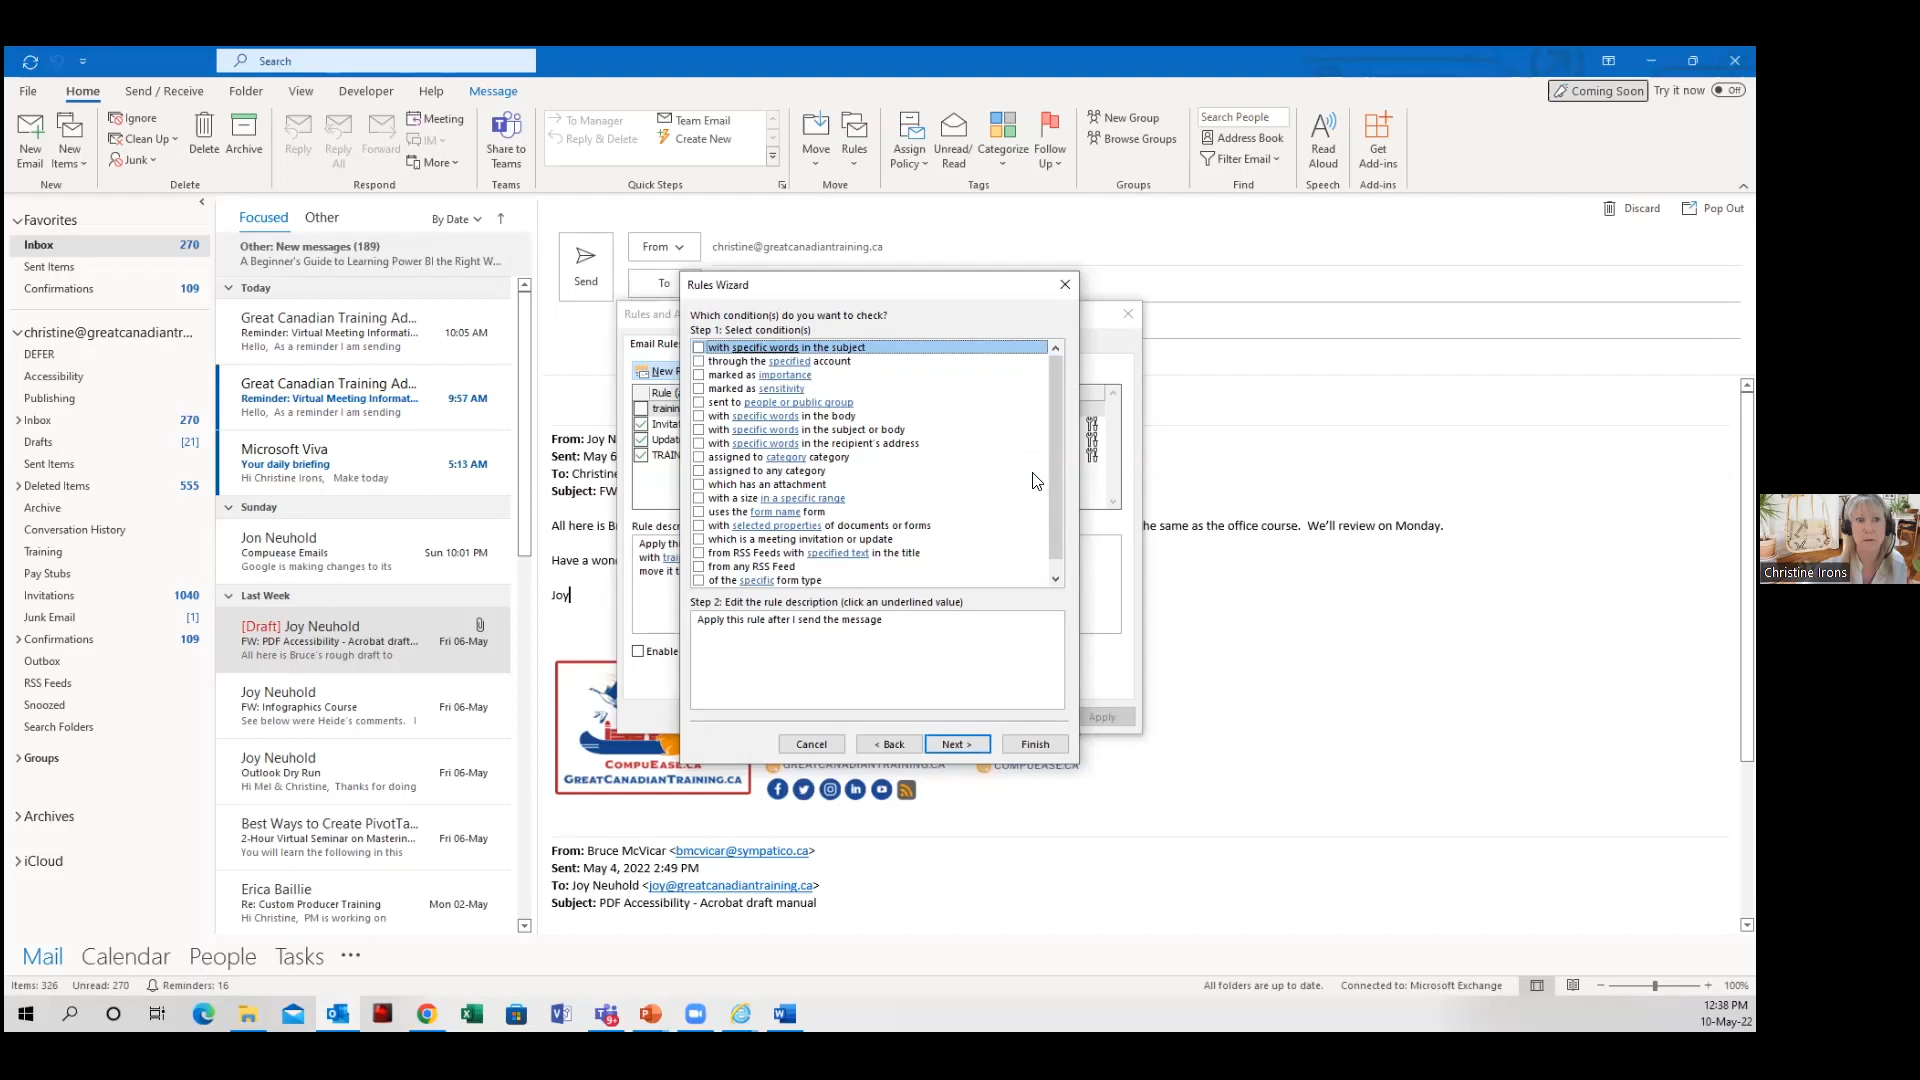 Search
File
Home
Send / Receive
Folder
View
Developer
Help
Message
Coming Soon
Try it now
Off
New
Email
New
Items
New
Ignore
Clean Up
Junk
Delete
Archive
Delete
Reply
Reply
All
Forward
Meeting
IM
More
Respond
Share to
Teams
Teams
To Manager
Reply & Delete
Team Email
Create New
Quick Steps
Move
Rules
Move
Assign
Policy
Unread/
Read
Categorize
Follow
Up
Tags
New Group
Browse Groups
Groups
Search People
Address Book
Filter Email
Find
Read
Aloud
Speech
Get
Add-ins
Add-ins
Favorites
Inbox 270
Sent Items
Confirmations 109
christine@greatcanadiantr...
DEFER
Accessibility
Publishing
Inbox 270
Drafts [21]
Sent Items
Deleted Items 555
Archive
Conversation History
Training
Pay Stubs
Invitations 1040
Junk Email [1]
Confirmations 109
Outbox
RSS Feeds
Snoozed
Search Folders
Groups
Archives
iCloud
Focused
Other
By Date
Other: New messages (189)
A Beginner's Guide to Learning Power BI the Right W...
Today
Great Canadian Training Ad...
Reminder: Virtual Meeting Informati... 10:05 AM
Hello, As a reminder I am sending
Great Canadian Training Ad...
Reminder: Virtual Meeting Informat... 9:57 AM
Hello, As a reminder I am sending
Microsoft Viva
Your daily briefing 5:13 AM
Hi Christine Irons, Make today
Sunday
Jon Neuhold
Compuease Emails Sun 10:01 PM
Google is making changes to its
Last Week
[Draft] Joy Neuhold
FW: PDF Accessibility - Acrobat draft... Fri 06-May
All here is Bruce's rough draft to
Joy Neuhold
FW: Infographics Course Fri 06-May
See below were Heide's comments. I
Joy Neuhold
Outlook Dry Run Fri 06-May
Hi Mel & Christine, Thanks for doing
Best Ways to Create PivotTa...
2-Hour Virtual Seminar on Masterin... Fri 06-May
You will learn the following in this
Erica Baillie
Re: Custom Producer Training Mon 02-May
Hi Christine, PM is working on
Discard
Pop Out
Send
From
christine@greatcanadiantraining.ca
To
Rules and A
Email Rules
New R
Rule (a
trainin
Invitat
Update
TRAIN
Rule descr
Apply th
with trai
move it t
Enable
Apply
Rules Wizard
Which condition(s) do you want to check?
Step 1: Select condition(s)
with specific words in the subject
through the specified account
marked as importance
marked as sensitivity
sent to people or public group
with specific words in the body
with specific words in the subject or body
with specific words in the recipient's address
assigned to category category
assigned to any category
which has an attachment
with a size in a specific range
uses the form name form
with selected properties of documents or forms
which is a meeting invitation or update
from RSS Feeds with specified text in the title
from any RSS Feed
of the specific form type
Step 2: Edit the rule description (click an underlined value)
Apply this rule after I send the message
Cancel
< Back
Next >
Finish
From: Joy N
Sent: May 6
To: Christine
Subject: FW
All here is B
he same as the office course. We'll review on Monday.
Have a won
Joy
COMPUEASE.CA
GREATCANADIANTRAINING.CA
GREATCANADIANTRAINING.CA
COMPUEASE.CA
From: Bruce McVicar <bmcvicar@sympatico.ca>
Sent: May 4, 2022 2:49 PM
To: Joy Neuhold <joy@greatcanadiantraining.ca>
Subject: PDF Accessibility - Acrobat draft manual
Christine Irons
Mail
Calendar
People
Tasks
Items: 326
Unread: 270
Reminders: 16
All folders are up to date.
Connected to: Microsoft Exchange
100%
12:38 PM
10-May-22